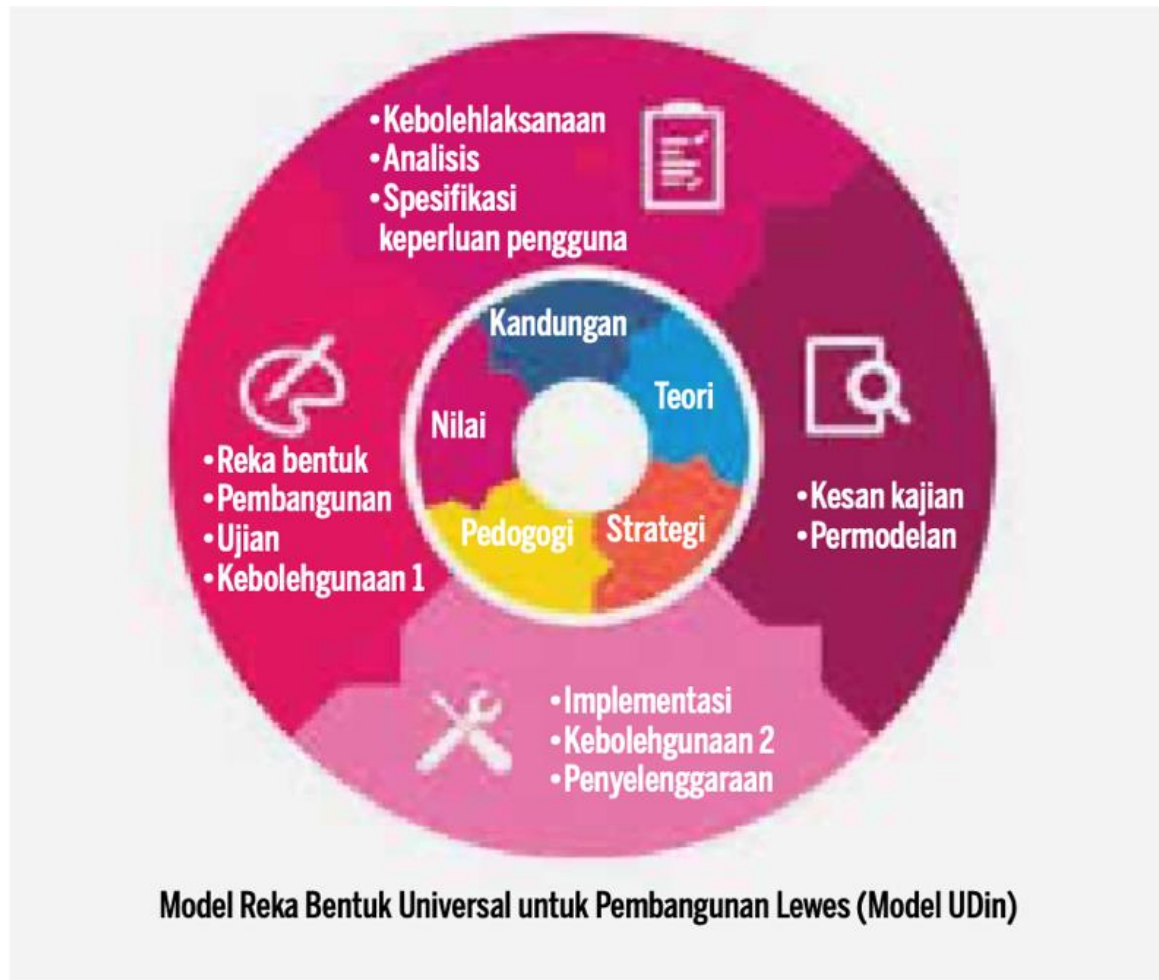 •Kebolehlaksanaan
•Analisis
•Spesifikasi
keperluan pengguna
Kandungan
Teori
Nilai
Pedogogi
Strategi
•Reka bentuk
•Pembangunan
•Ujian
•Kebolehgunaan 1
•Kesan kajian
•Permodelan
•Implementasi
•Kebolehgunaan 2
•Penyelenggaraan
Model Reka Bentuk Universal untuk Pembangunan Lewes (Model UDin)